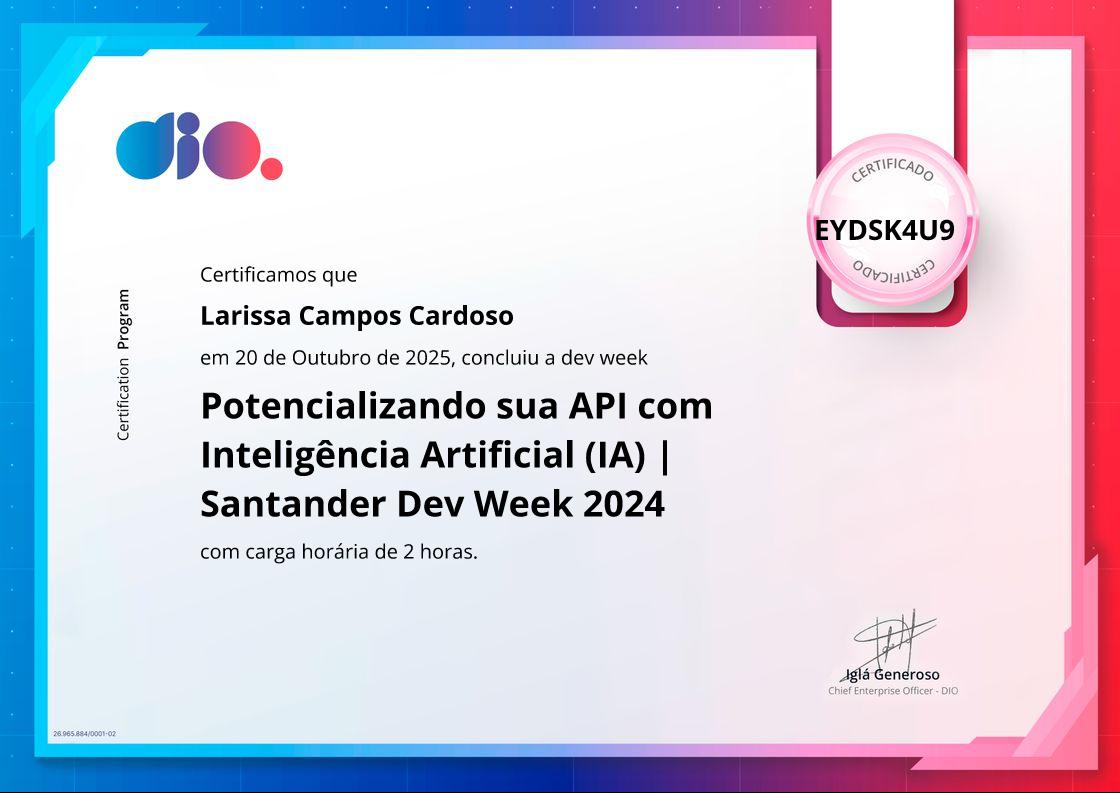 dio.
CERTIFICADO
EYDSK4U9
CERTIFICADO
Certification Program
Certificamos que
Larissa Campos Cardoso
em 20 de Outubro de 2025, concluiu a dev week
Potencializando sua API com
Inteligência Artificial (IA) |
Santander Dev Week 2024
com carga horária de 2 horas.
Iglá Generoso
Chief Enterprise Officer - DIO
26.965.884/0001-02